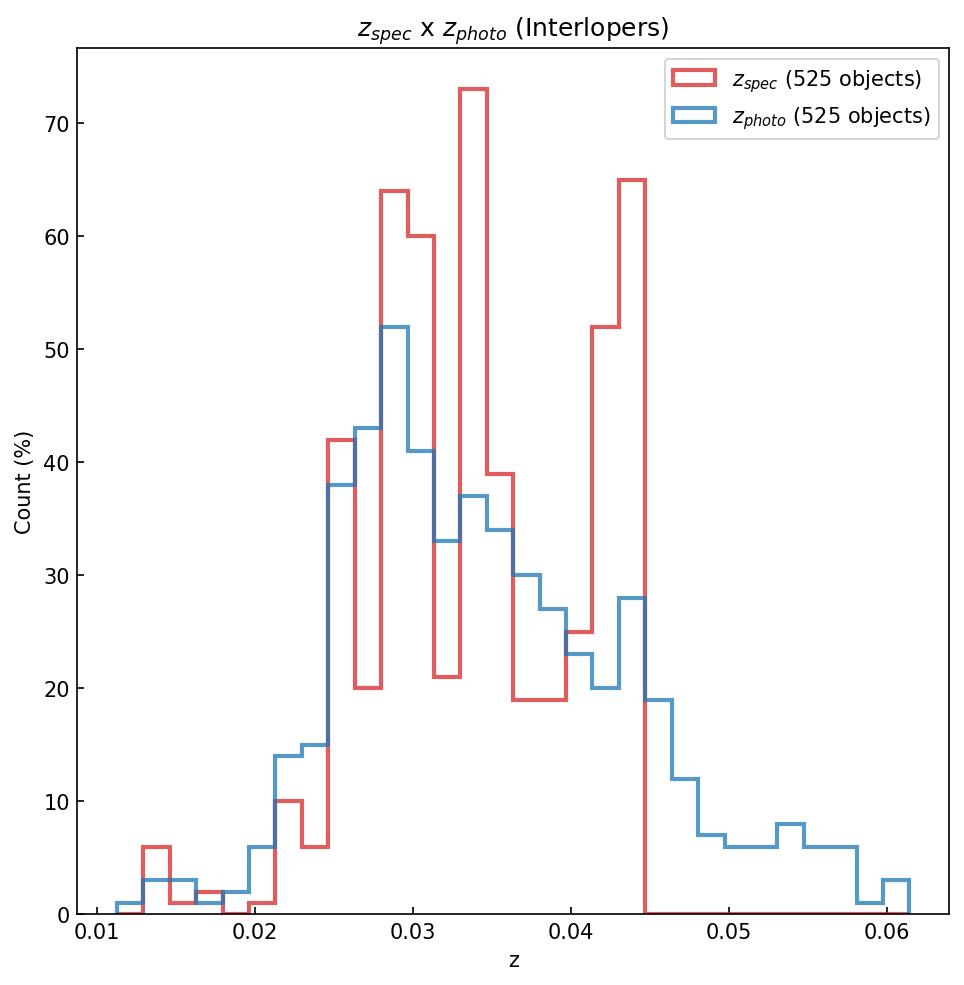 z_spec x z_photo (Interlopers)
z_spec (525 objects)
z_photo (525 objects)
Count (%)
70
60
50
40
30
20
10
0
0.01 0.02 0.03 0.04 0.05 0.06
z